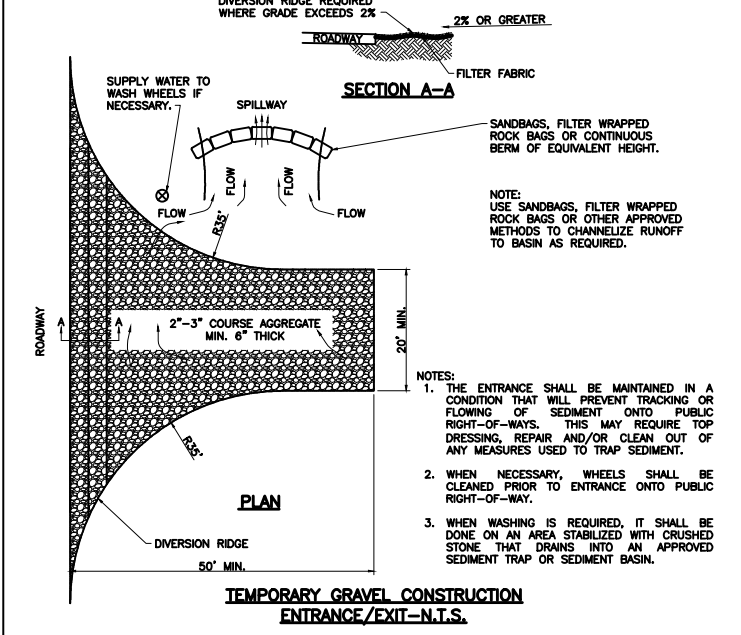 DIVERSION RIDGE REQUIRED
WHERE GRADE EXCEEDS 2%
2% OR GREATER
ROADWAY
FILTER FABRIC
SECTION A-A
SUPPLY WATER TO
WASH WHEELS IF
NECESSARY.
SPILLWAY
SANDBAGS, FILTER WRAPPED
ROCK BAGS OR CONTINUOUS
BERM OF EQUIVALENT HEIGHT.
FLOW
FLOW
FLOW
FLOW
NOTE:
USE SANDBAGS, FILTER WRAPPED
ROCK BAGS OR OTHER APPROVED
METHODS TO CHANNELIZE RUNOFF
TO BASIN AS REQUIRED.
R35'
ROADWAY
A
A
2"-3" COURSE AGGREGATE
MIN. 6" THICK
20' MIN.
R35'
PLAN
DIVERSION RIDGE
50' MIN.
NOTES:
1. THE ENTRANCE SHALL BE MAINTAINED IN A
CONDITION THAT WILL PREVENT TRACKING OR
FLOWING OF SEDIMENT ONTO PUBLIC
RIGHT-OF-WAYS. THIS MAY REQUIRE TOP
DRESSING, REPAIR AND/OR CLEAN OUT OF
ANY MEASURES USED TO TRAP SEDIMENT.
2. WHEN NECESSARY, WHEELS SHALL BE
CLEANED PRIOR TO ENTRANCE ONTO PUBLIC
RIGHT-OF-WAY.
3. WHEN WASHING IS REQUIRED, IT SHALL BE
DONE ON AN AREA STABILIZED WITH CRUSHED
STONE THAT DRAINS INTO AN APPROVED
SEDIMENT TRAP OR SEDIMENT BASIN.
TEMPORARY GRAVEL CONSTRUCTION
ENTRANCE/EXIT-N.T.S.